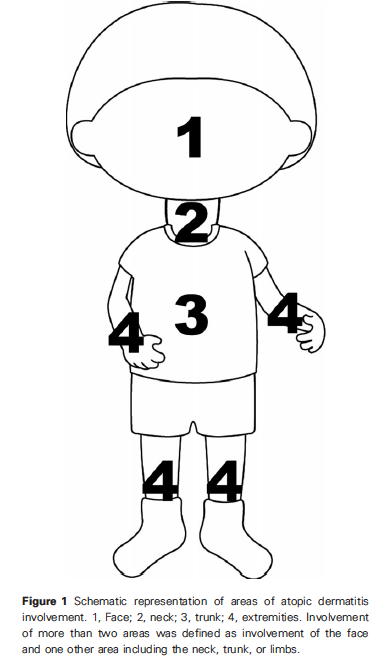 1
2
3
4
4
4
4
Figure 1 Schematic representation of areas of atopic dermatitis
involvement. 1, Face; 2, neck; 3, trunk; 4, extremities. Involvement
of more than two areas was defined as involvement of the face
and one other area including the neck, trunk, or limbs.